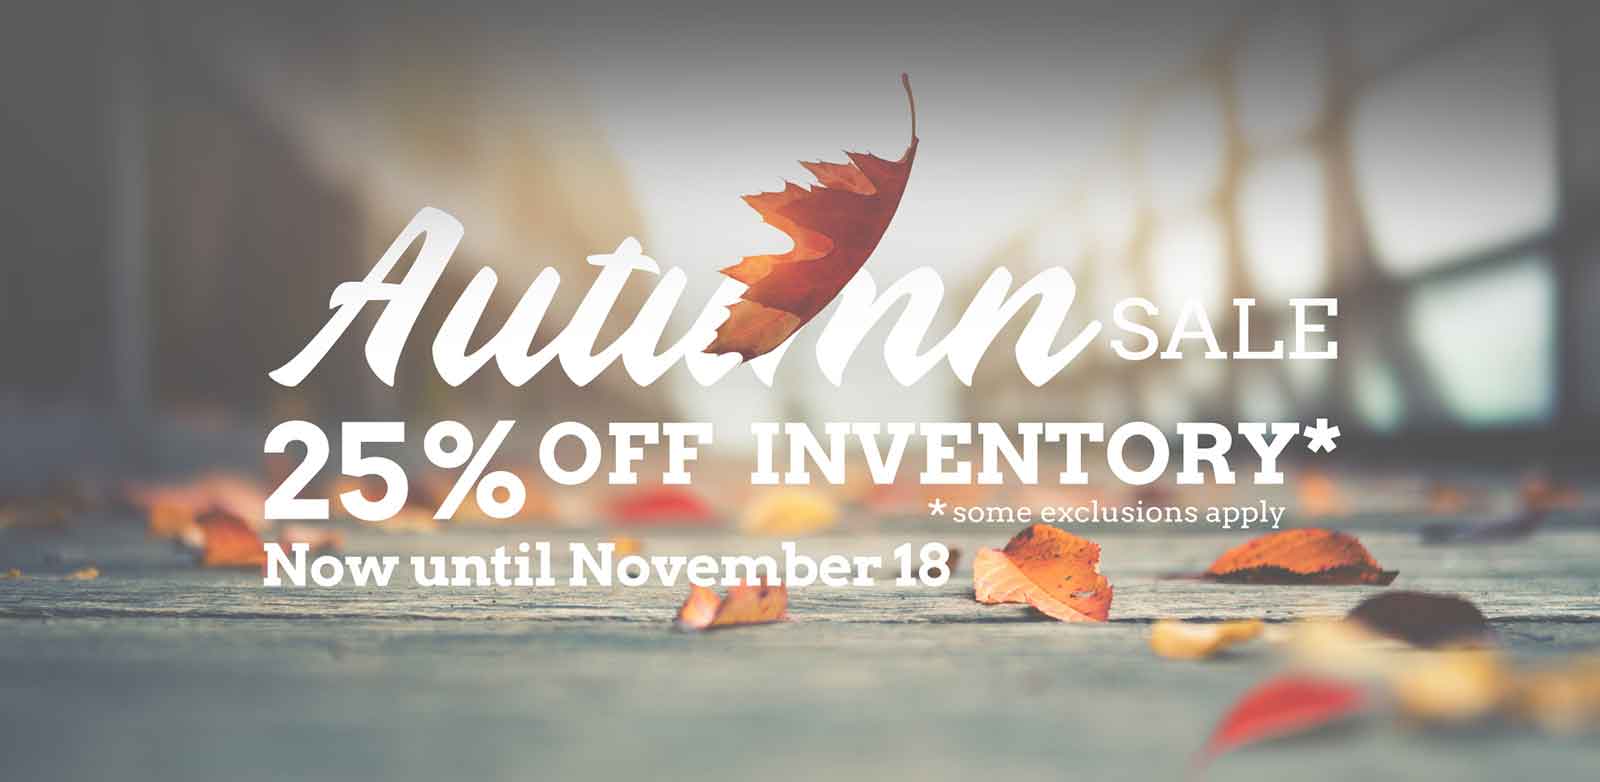 Autumn SALE
25% OFF INVENTORY*
*some exclusions apply
Now until November 18